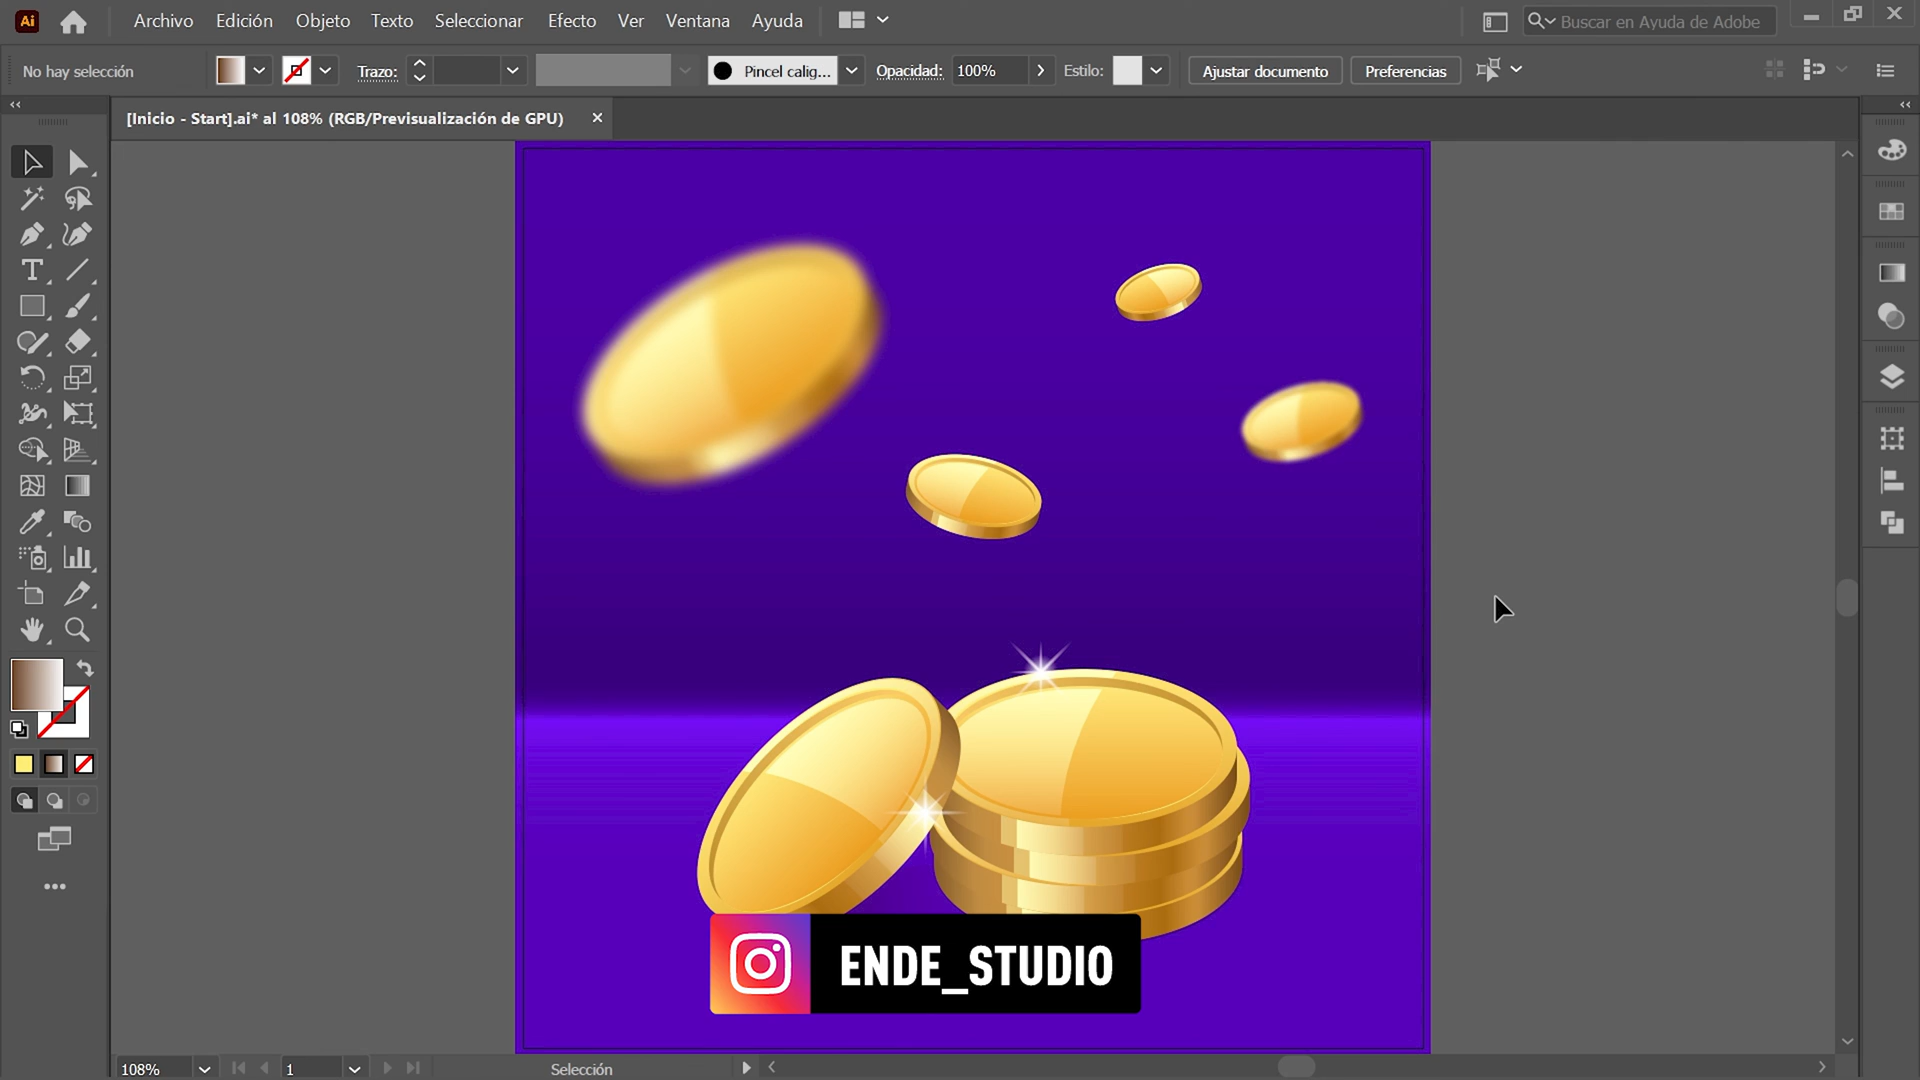 Ai
Archivo Edición Objeto Texto Seleccionar Efecto Ver Ventana Ayuda
Buscar en Ayuda de Adobe
No hay selección
Trazo:
Pincel calig...
Opacidad: 100%
Estilo:
Ajustar documento
Preferencias
[Inicio - Start].ai* al 108% (RGB/Previsualización de GPU)
ENDE_STUDIO
108%
1
Selección